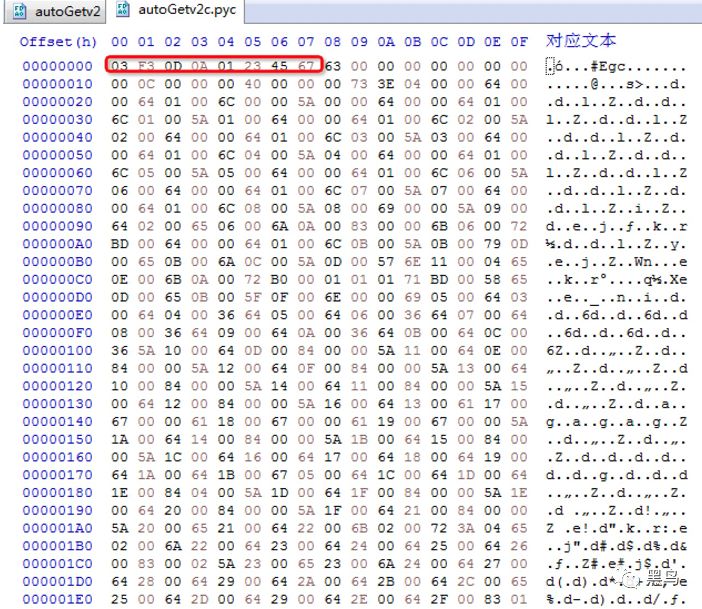 autoGetv2 autoGetv2c.pyc
Offset(h) 00 01 02 03 04 05 06 07 08 09 0A 0B 0C 0D 0E 0F 对应文本
00000000 03 F3 0D 0A 01 23 45 67 63 00 00 00 00 00 00 00 .ó...#Egc.......
00000010 00 0C 00 00 00 40 00 00 00 73 3E 04 00 00 64 00 .....@...s>...d.
00000020 00 64 01 00 6C 00 00 5A 00 00 64 00 00 64 01 00 .d..l..Z..d..d..
00000030 6C 01 00 5A 01 00 64 00 00 64 01 00 6C 02 00 5A l..Z..d..d..l..Z
00000040 02 00 64 00 00 64 01 00 6C 03 00 5A 03 00 64 00 ..d..d..l..Z..d.
00000050 00 64 01 00 6C 04 00 5A 04 00 64 00 00 64 01 00 .d..l..Z..d..d..
00000060 6C 05 00 5A 05 00 64 00 00 64 01 00 6C 06 00 5A l..Z..d..d..l..Z
00000070 06 00 64 00 00 64 01 00 6C 07 00 5A 07 00 64 00 ..d..d..l..Z..d.
00000080 00 64 01 00 6C 08 00 5A 08 00 69 00 00 5A 09 00 .d..l..Z..i..Z..
00000090 64 02 00 65 06 00 6A 0A 00 83 00 00 6B 06 00 72 d..e..j..ƒ..k..r
000000A0 BD 00 64 00 00 64 01 00 6C 0B 00 5A 0B 00 79 0D ½.d..d..l..Z..y.
000000B0 00 65 0B 00 6A 0C 00 5A 0D 00 57 6E 11 00 04 65 .e..j..Z..Wn...e
000000C0 0E 00 6B 0A 00 72 B0 00 01 01 01 71 BD 00 58 65 ..k..r°....q½.Xe
000000D0 0D 00 65 0B 00 5F 0F 00 6E 00 00 69 05 00 64 03 ..e.._..n..i..d.
000000E0 00 64 04 00 36 64 05 00 64 06 00 36 64 07 00 64 .d..6d..d..6d..d
000000F0 08 00 36 64 09 00 64 0A 00 36 64 0B 00 64 0C 00 ..6d..d..6d..d..
00000100 36 5A 10 00 64 0D 00 84 00 00 5A 11 00 64 0E 00 6Z..d..„..Z..d..
00000110 84 00 00 5A 12 00 64 0F 00 84 00 00 5A 13 00 64 „..Z..d..„..Z..d
00000120 10 00 84 00 00 5A 14 00 64 11 00 84 00 00 5A 15 ..„..Z..d..„..Z.
00000130 00 64 12 00 84 00 00 5A 16 00 64 13 00 61 17 00 .d..„..Z..d..a..
00000140 67 00 00 61 18 00 67 00 00 61 19 00 67 00 00 5A g..a..g..a..g..Z
00000150 1A 00 64 14 00 84 00 00 5A 1B 00 64 15 00 84 00 ..d..„..Z..d..„.
00000160 00 5A 1C 00 64 16 00 64 17 00 64 18 00 64 19 00 .Z..d..d..d..d..
00000170 64 1A 00 64 1B 00 67 05 00 64 1C 00 64 1D 00 64 d..d..g..d..d..d
00000180 1E 00 84 04 00 5A 1D 00 64 1F 00 84 00 00 5A 1E ..„..Z..d..„..Z.
00000190 00 64 20 00 84 00 00 5A 1F 00 64 21 00 84 00 00 .d .„..Z..d!.„..
000001A0 5A 20 00 65 21 00 64 22 00 6B 02 00 72 3A 04 65 Z .e!.d".k..r:.e
000001B0 02 00 6A 22 00 64 23 00 64 24 00 64 25 00 64 26 ..j".d#.d$.d%.d&
000001C0 00 83 02 00 5A 23 00 65 23 00 6A 24 00 64 27 00 .ƒ..Z#.e#.j$.d'.
000001D0 64 28 00 64 29 00 64 2A 00 64 2B 00 64 2C 00 65 d(.d).d*.
000001E0 25 00 64 2D 00 64 29 00 64 2E 00 64 2F 00 83 01 %.d-.d).d..d/.ƒ.
黑鸟